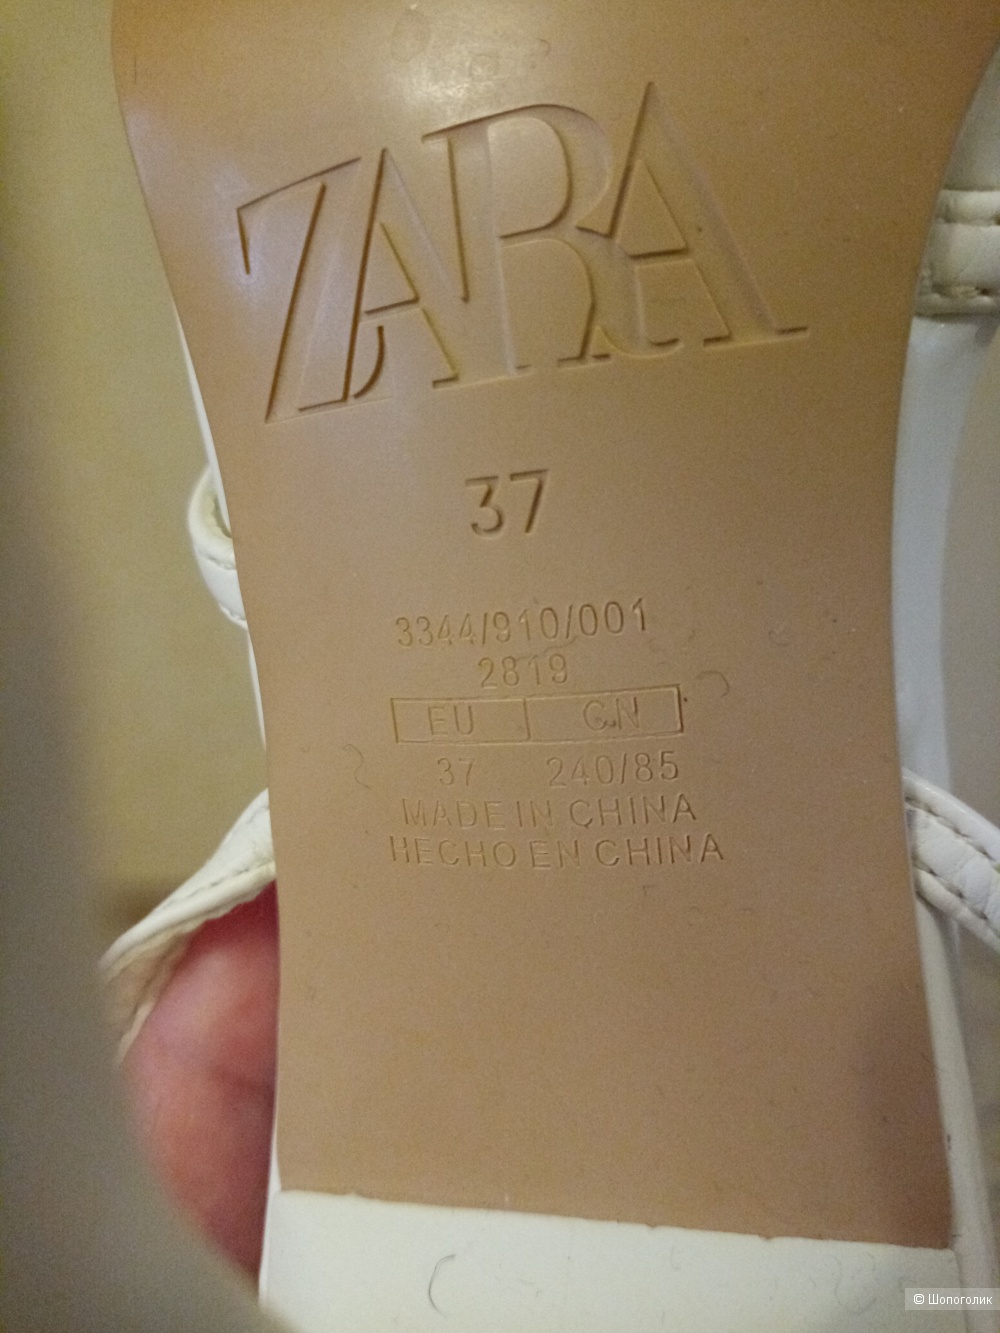 ZARA
37
3344/910/001
2819
EU CN
37 240/85
MADE IN CHINA
HECHO EN CHINA
© Шопоголик